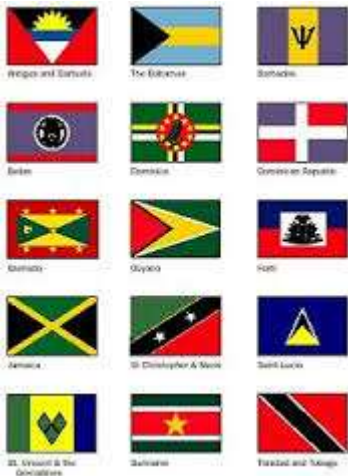 Antigua and Barbuda
The Bahamas
Barbados
Belize
Dominica
Dominican Republic
Grenada
Guyana
Haiti
Jamaica
St Christopher & Nevis
Saint Lucia
St. Vincent & the
Grenadines
Suriname
Trinidad and Tobago